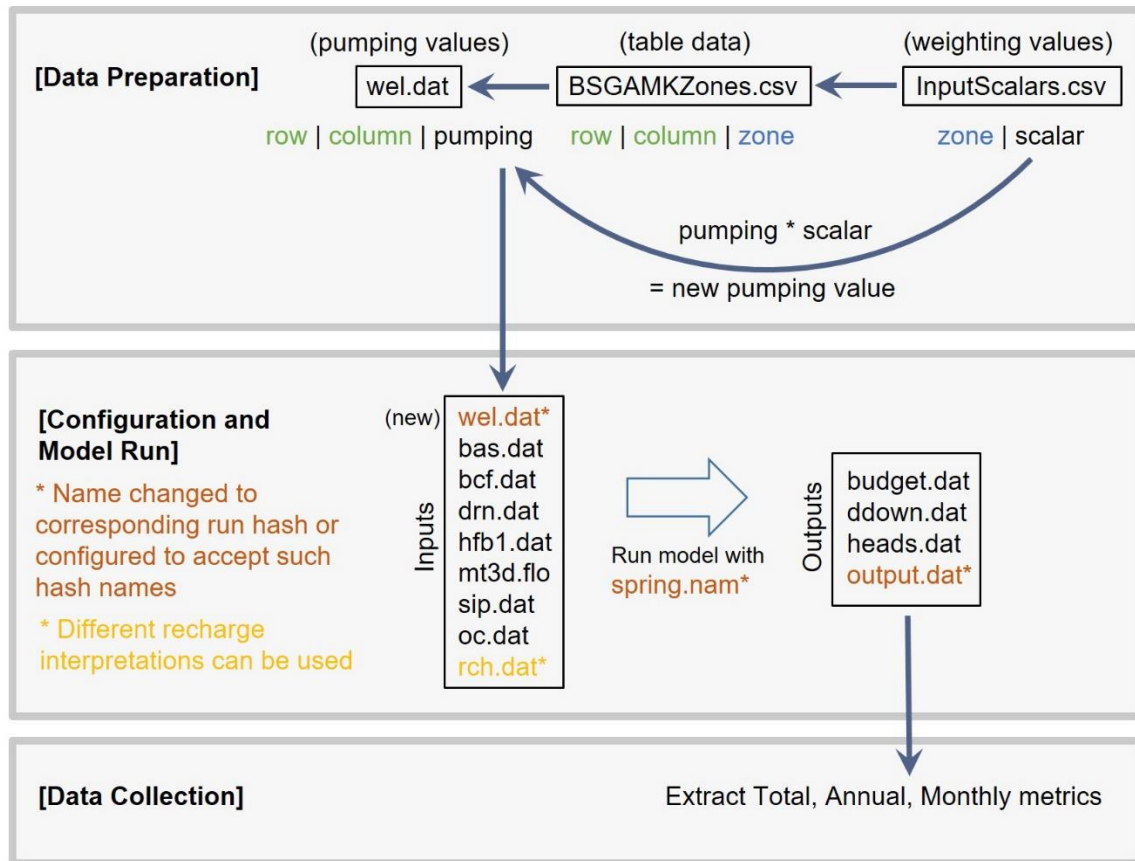 [Data Preparation]
(pumping values)
wel.dat
row | column | pumping
(table data)
BSGAMKZones.csv
row | column | zone
(weighting values)
InputScalars.csv
zone | scalar
pumping * scalar
= new pumping value
[Configuration and
Model Run]
* Name changed to
corresponding run hash or
configured to accept such
hash names
* Different recharge
interpretations can be used
(new)
Inputs
wel.dat*
bas.dat
bcf.dat
drn.dat
hfb1.dat
mt3d.flo
sip.dat
oc.dat
rch.dat*
Run model with
spring.nam*
Outputs
budget.dat
ddown.dat
heads.dat
output.dat*
[Data Collection]
Extract Total, Annual, Monthly metrics